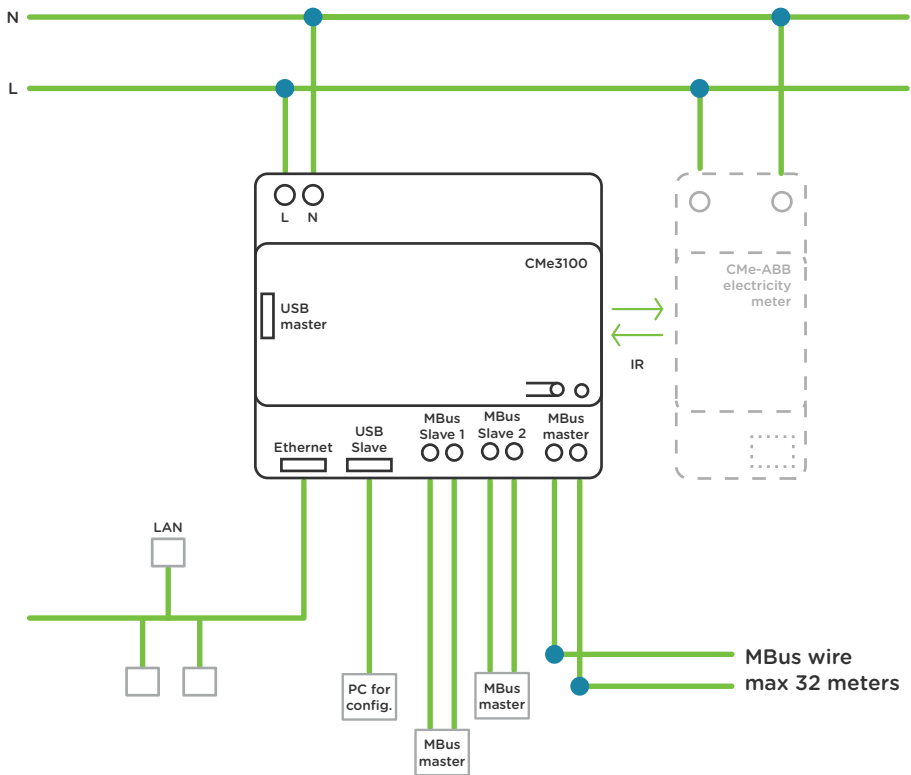 N
L
L N
CMe3100
USB
master
CMe-ABB
electricity
meter
IR
Ethernet
USB
Slave
MBus
Slave 1
MBus
Slave 2
MBus
master
LAN
PC for
config.
MBus
master
MBus
master
MBus wire
max 32 meters